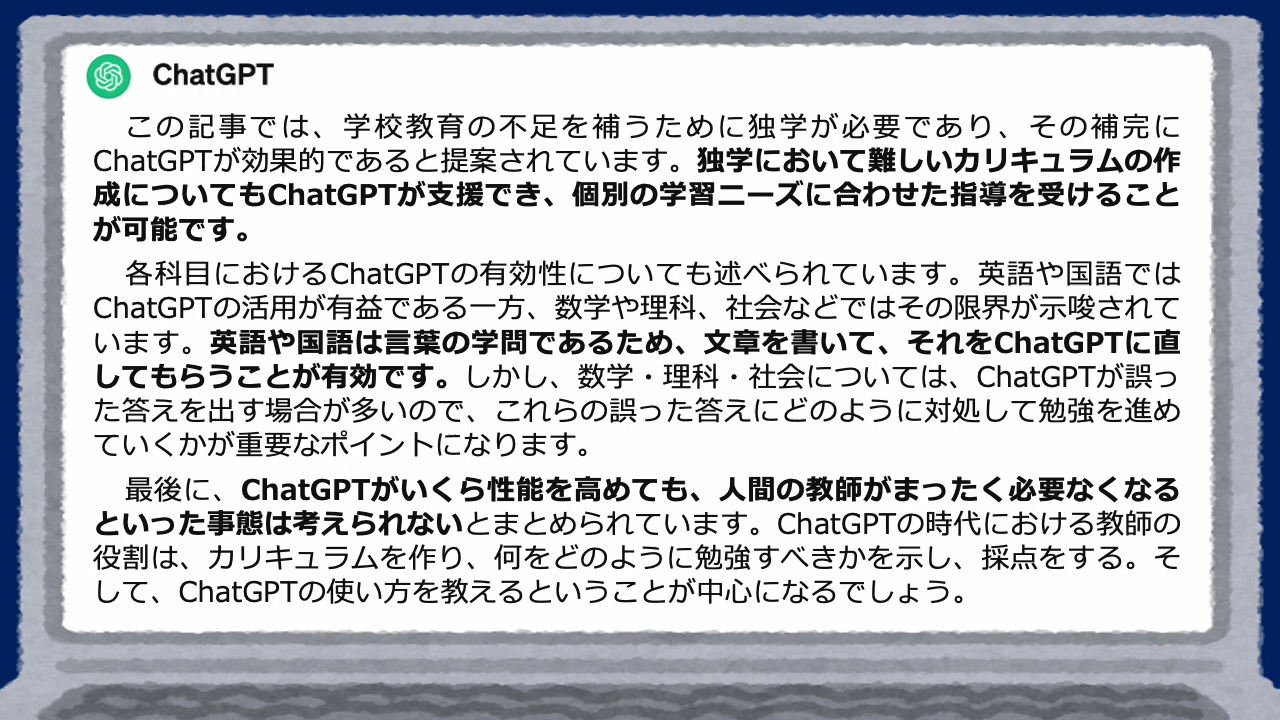 ChatGPT
この記事では、学校教育の不足を補うために独学が必要であり、その補完に
ChatGPTが効果的であると提案されています。独学において難しいカリキュラムの作
成についてもChatGPTが支援でき、個別の学習ニーズに合わせた指導を受けること
が可能です。
各科目におけるChatGPTの有効性についても述べられています。英語や国語では
ChatGPTの活用が有益である一方、数学や理科、社会などではその限界が示唆されて
います。英語や国語は言葉の学問であるため、文章を書いて、それをChatGPTに直
してもらうことが有効です。しかし、数学・理科・社会については、ChatGPTが誤っ
た答えを出す場合が多いので、これらの誤った答えにどのように対処して勉強を進め
ていくかが重要なポイントになります。
最後に、ChatGPTがいくら性能を高めても、人間の教師がまったく必要なくなる
といった事態は考えられないとまとめられています。ChatGPTの時代における教師の
役割は、カリキュラムを作り、何をどのように勉強すべきかを示し、採点をする。そ
して、ChatGPTの使い方を教えるということが中心になるでしょう。